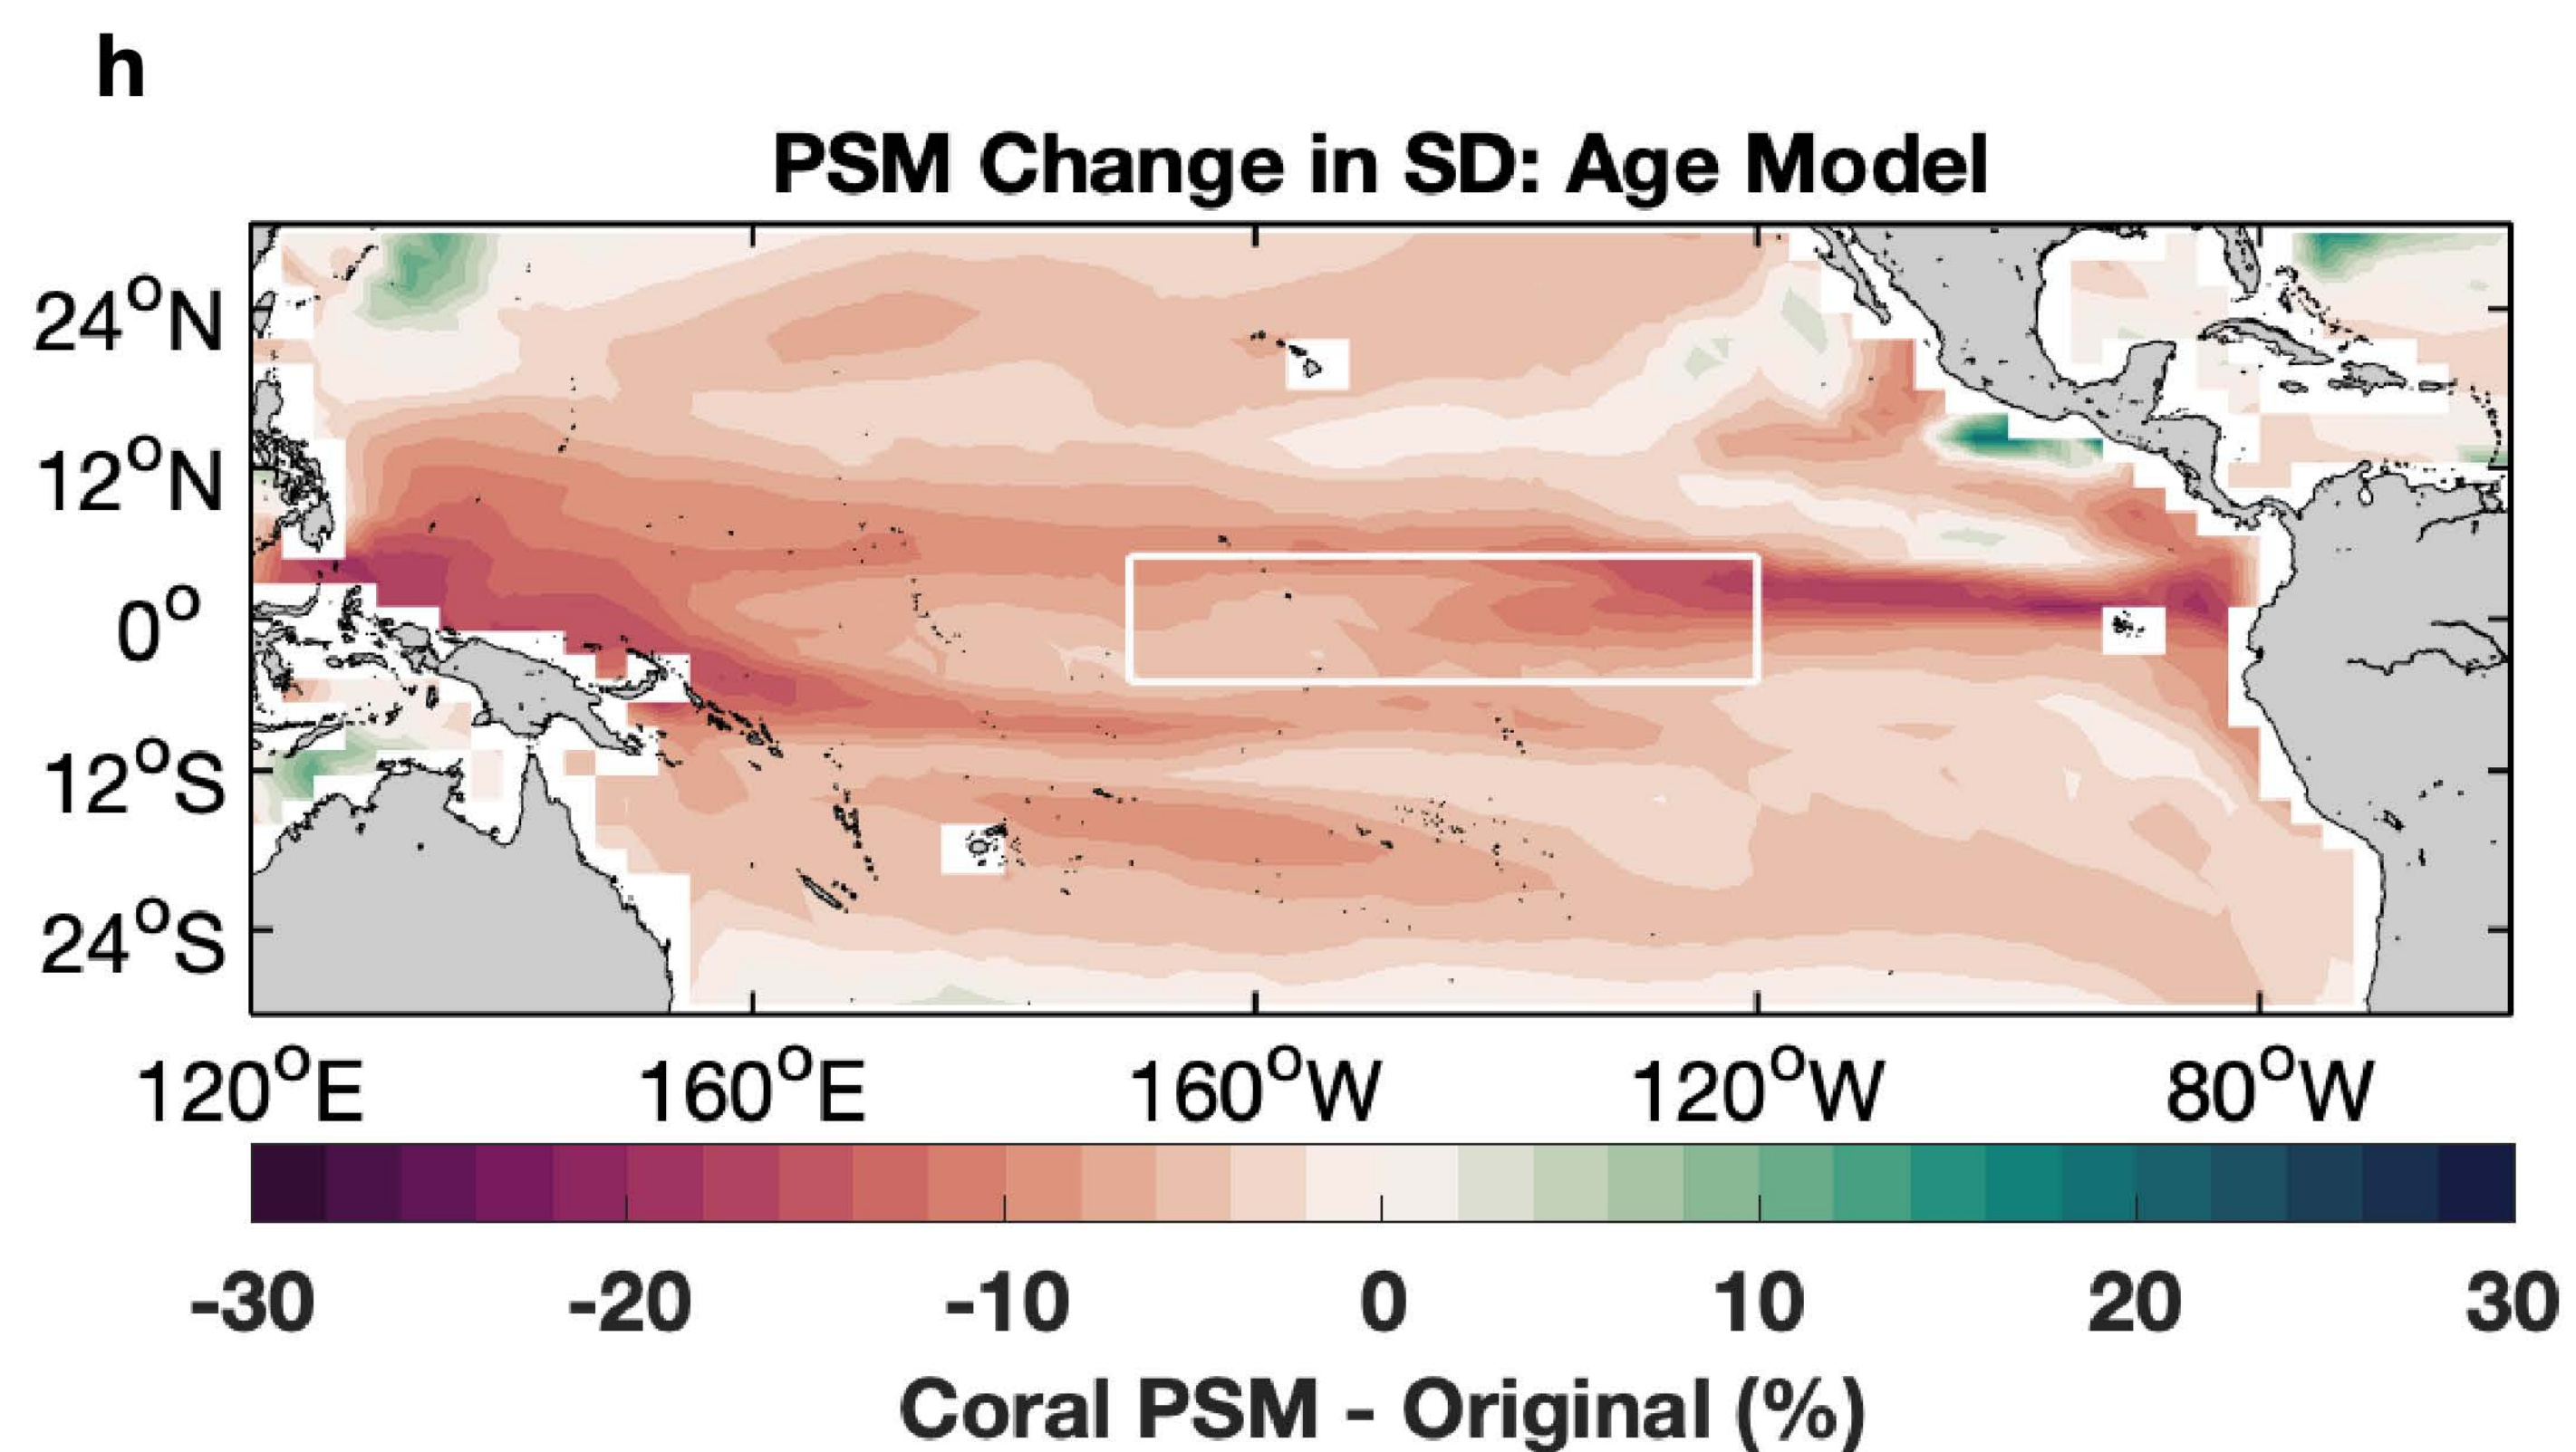 h
PSM Change in SD: Age Model
24°N
12°N
0°
12°S
24°S
120°E 160°E 160°W 120°W 80°W
-30 -20 -10 0 10 20 30
Coral PSM - Original (%)